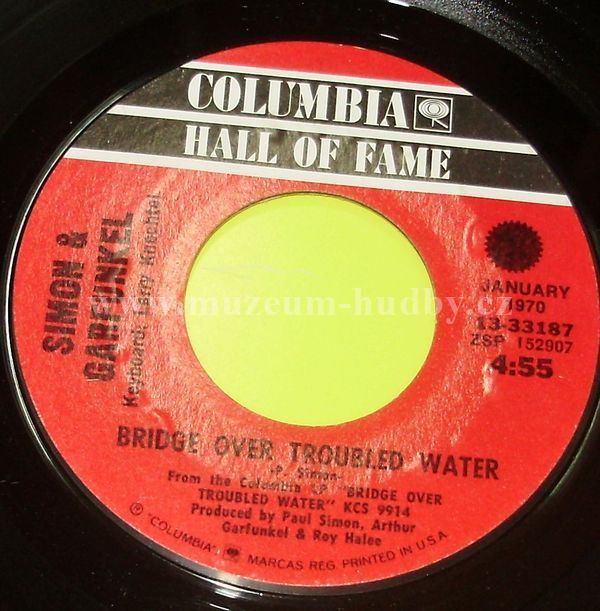 COLUMBIA
HALL OF FAME
SIMON &
GARFUNKEL
Keyboard: Larry Knechtel
JANUARY
1970
13-33187
ZSP 152907
4:55
www.muzeum-hudby.cz
BRIDGE OVER TROUBLED WATER
-P. Simon-
From the Columbia LP "BRIDGE OVER
TROUBLED WATER" KCS 9914
Produced by Paul Simon, Arthur
Garfunkel & Roy Halee
℗ "COLUMBIA", MARCAS REG. PRINTED IN U.S.A.